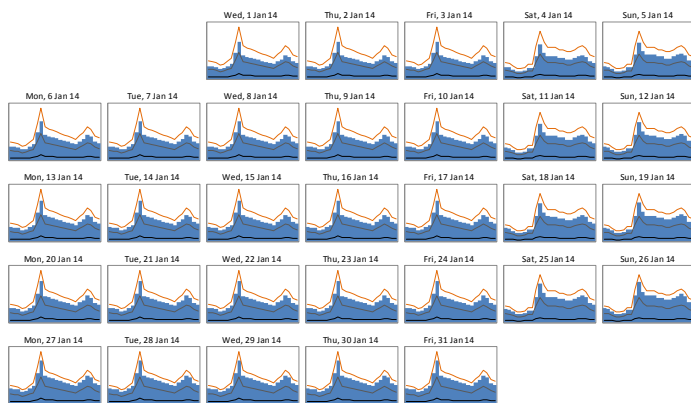 Wed, 1 Jan 14 Thu, 2 Jan 14 Fri, 3 Jan 14 Sat, 4 Jan 14 Sun, 5 Jan 14
Mon, 6 Jan 14 Tue, 7 Jan 14 Wed, 8 Jan 14 Thu, 9 Jan 14 Fri, 10 Jan 14 Sat, 11 Jan 14 Sun, 12 Jan 14
Mon, 13 Jan 14 Tue, 14 Jan 14 Wed, 15 Jan 14 Thu, 16 Jan 14 Fri, 17 Jan 14 Sat, 18 Jan 14 Sun, 19 Jan 14
Mon, 20 Jan 14 Tue, 21 Jan 14 Wed, 22 Jan 14 Thu, 23 Jan 14 Fri, 24 Jan 14 Sat, 25 Jan 14 Sun, 26 Jan 14
Mon, 27 Jan 14 Tue, 28 Jan 14 Wed, 29 Jan 14 Thu, 30 Jan 14 Fri, 31 Jan 14